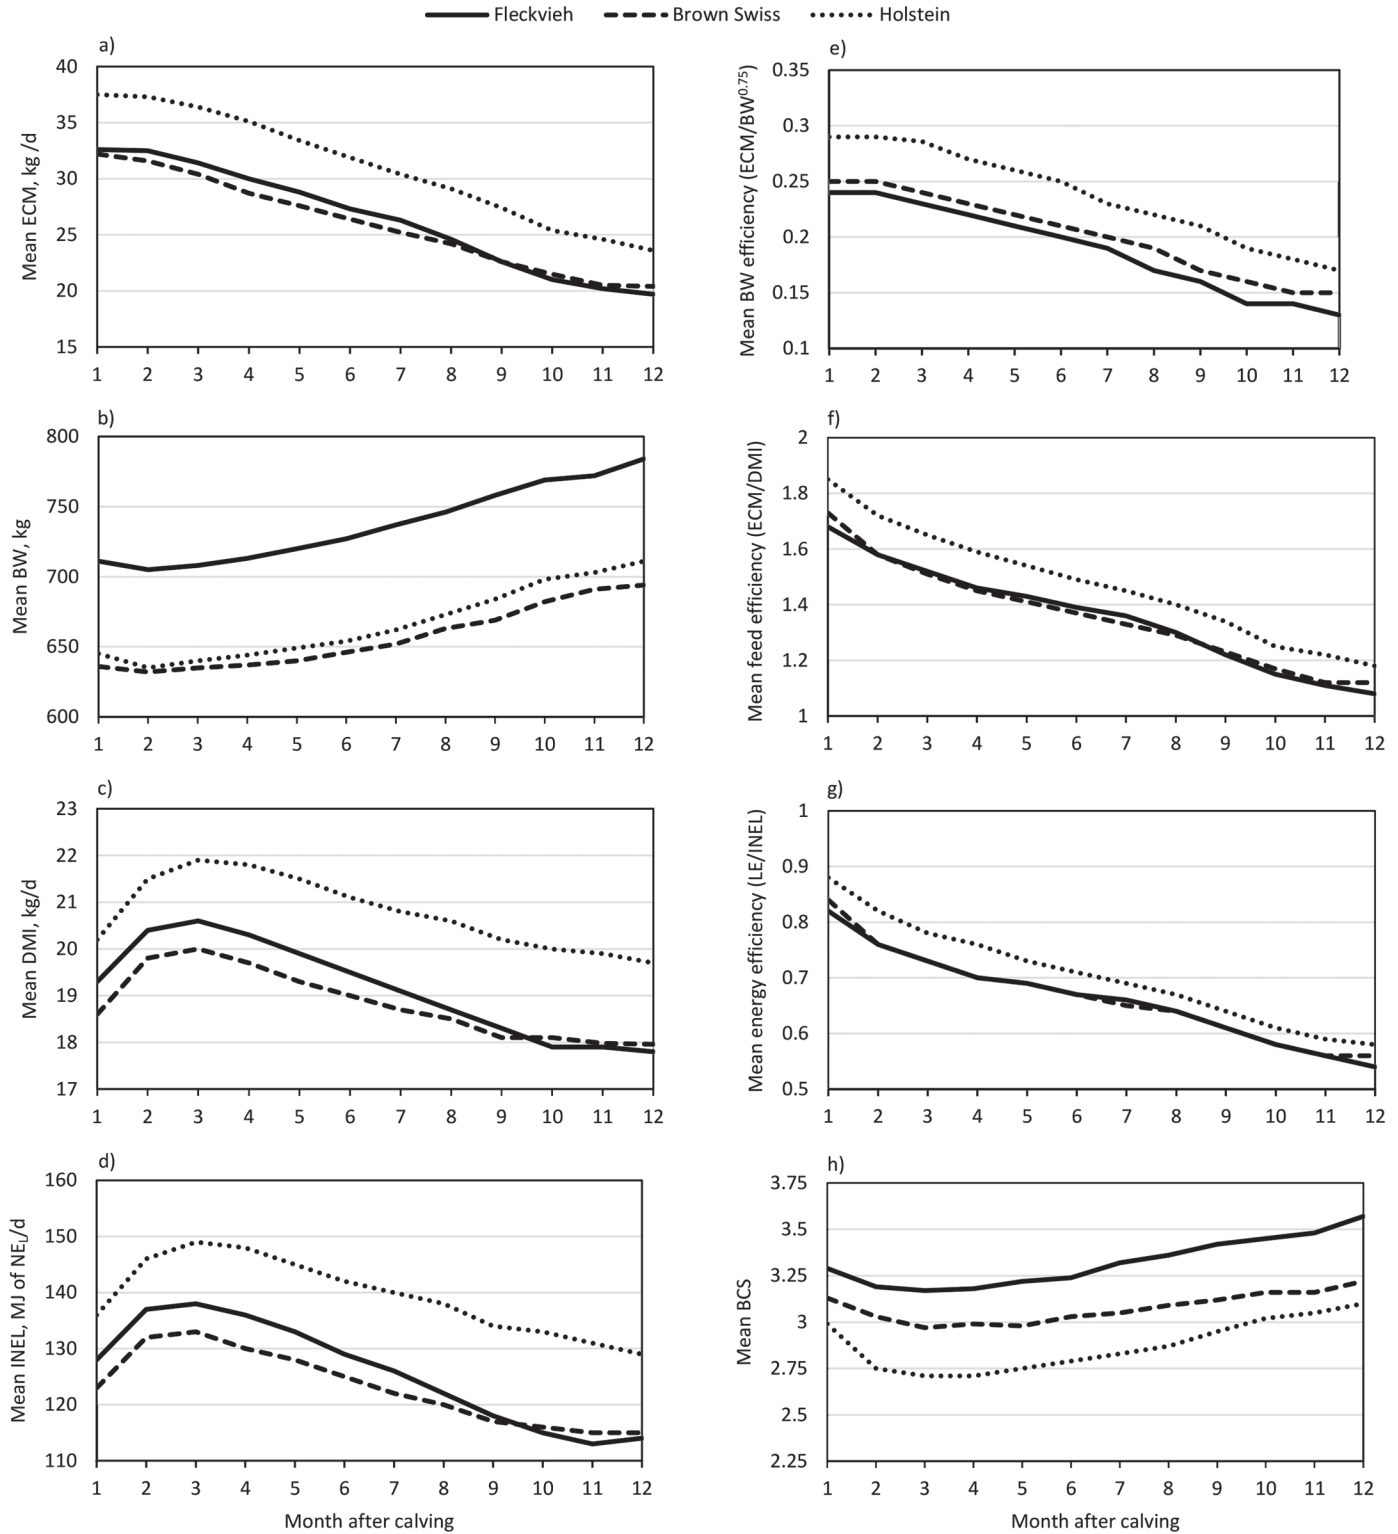 Fleckvieh Brown Swiss Holstein
a)
Mean ECM, kg /d
40
35
30
25
20
15
1 2 3 4 5 6 7 8 9 10 11 12
b)
Mean BW, kg
800
750
700
650
600
1 2 3 4 5 6 7 8 9 10 11 12
c)
Mean DMI, kg/d
23
22
21
20
19
18
17
1 2 3 4 5 6 7 8 9 10 11 12
d)
Mean INEL, MJ of NEL/d
160
150
140
130
120
110
1 2 3 4 5 6 7 8 9 10 11 12
Month after calving
e)
Mean BW efficiency (ECM/BW0.75)
0.35
0.3
0.25
0.2
0.15
0.1
1 2 3 4 5 6 7 8 9 10 11 12
f)
Mean feed efficiency (ECM/DMI)
2
1.8
1.6
1.4
1.2
1
1 2 3 4 5 6 7 8 9 10 11 12
g)
Mean energy efficiency (LE/INEL)
1
0.9
0.8
0.7
0.6
0.5
1 2 3 4 5 6 7 8 9 10 11 12
h)
Mean BCS
3.75
3.5
3.25
3
2.75
2.5
2.25
1 2 3 4 5 6 7 8 9 10 11 12
Month after calving